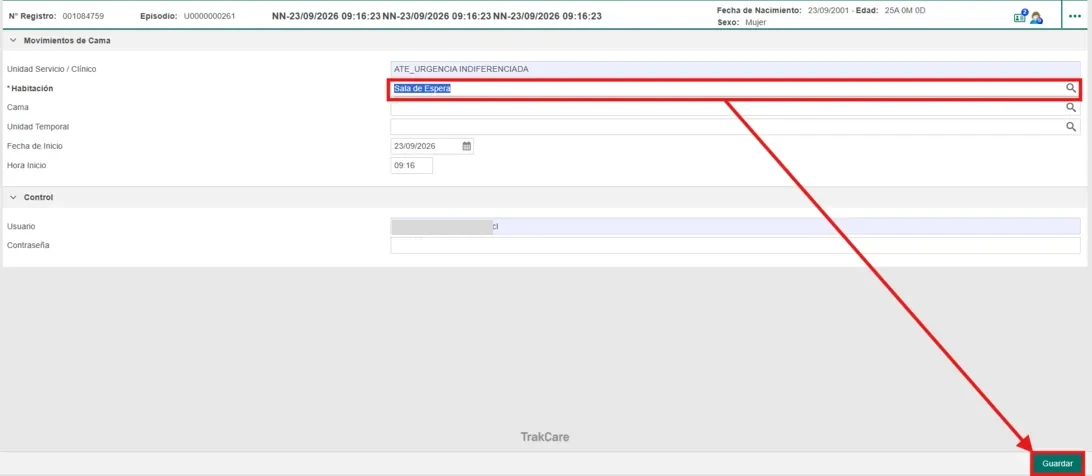 N° Registro: 001084759 Episodio: U0000000261 NN-23/09/2026 09:16:23 NN-23/09/2026 09:16:23 NN-23/09/2026 09:16:23 Fecha de Nacimiento: 23/09/2001 - Edad: 25A 0M 0D
Sexo: Mujer
2
Movimientos de Cama
Unidad Servicio / Clínico ATE_URGENCIA INDIFERENCIADA
* Habitación Sala de Espera
Cama
Unidad Temporal
Fecha de Inicio 23/09/2026
Hora Inicio 09:16
Control
Usuario cl
Contraseña
TrakCare
Guardar